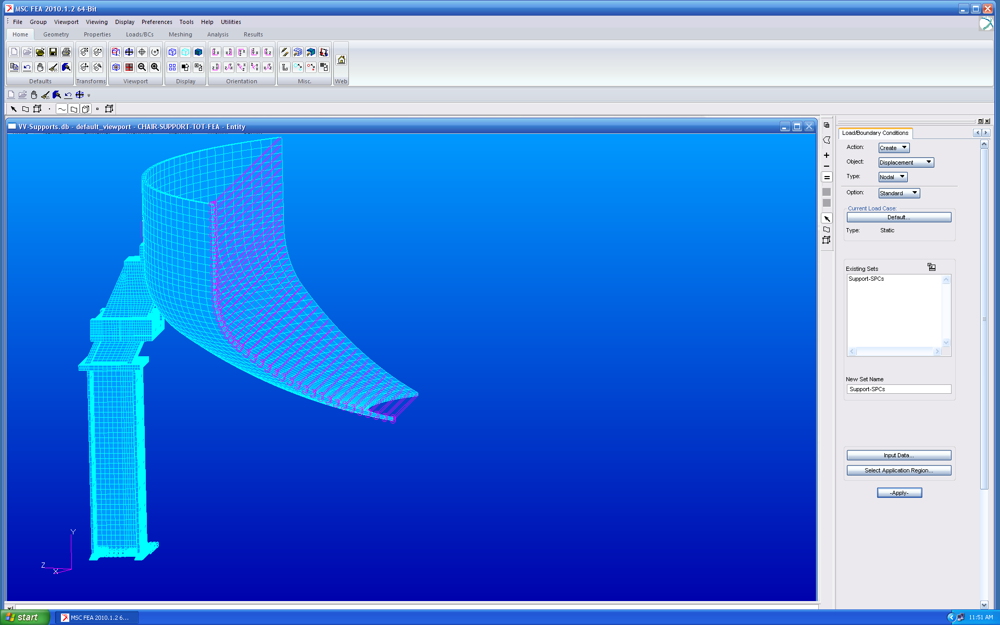 MSC FEA 2010.1.2 64-Bit
File Group Viewport Viewing Display Preferences Tools Help Utilities
Home Geometry Properties Loads/BCs Meshing Analysis Results
Defaults Transforms Viewport Display Orientation Misc. Web
VV-Supports.db - default_viewport - CHAIR-SUPPORT-TOT-FEA - Entity
Load/Boundary Conditions
Action: Create
Object: Displacement
Type: Nodal
Option: Standard
Current Load Case:
Default...
Type: Static
Existing Sets
Support-SPCs
New Set Name
Support-SPCs
Input Data...
Select Application Region...
-Apply-
Y
Z
X
start MSC FEA 2010.1.2 6... 11:51 AM